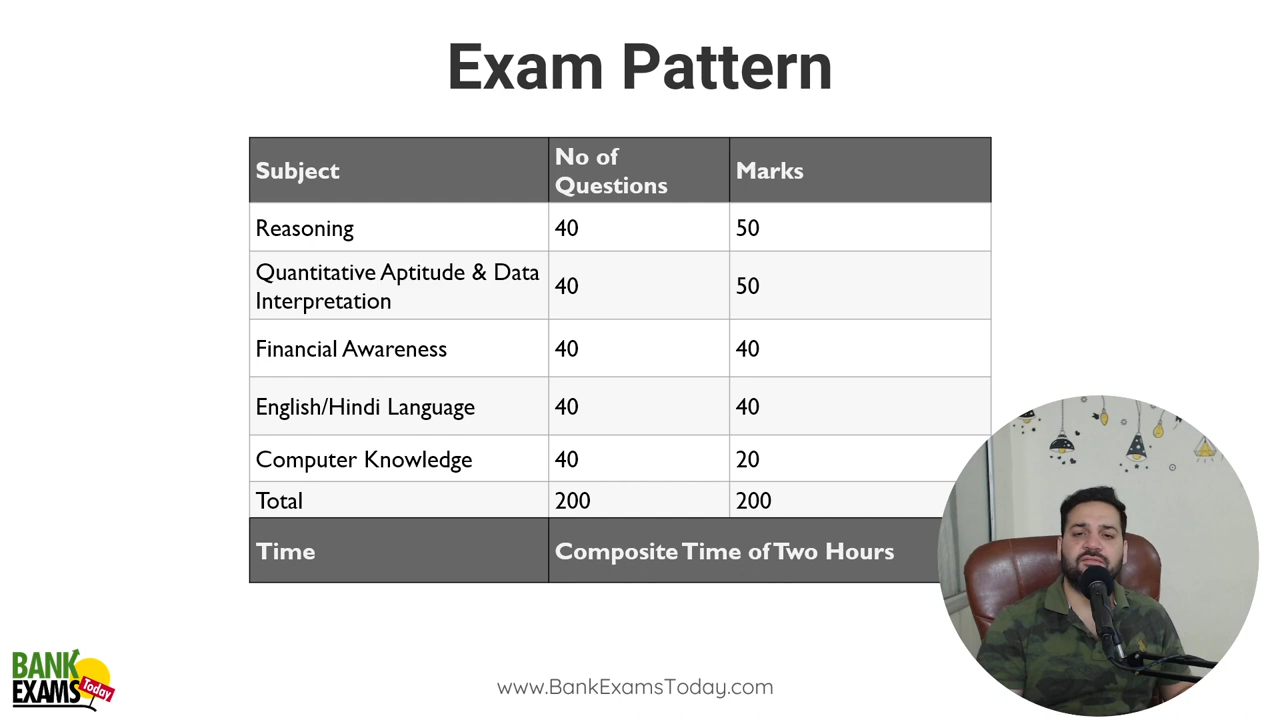 Exam Pattern
Subject No of Questions Marks
Reasoning 40 50
Quantitative Aptitude & Data Interpretation 40 50
Financial Awareness 40 40
English/Hindi Language 40 40
Computer Knowledge 40 20
Total 200 200
Time Composite Time of Two Hours
BANK
EXAMS Today
www.BankExamsToday.com